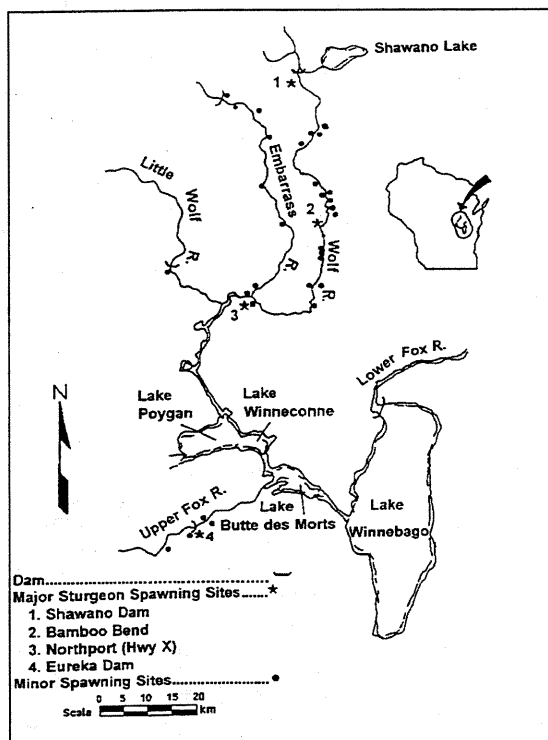 Shawano Lake
1
Embarrass
R.
Little
Wolf
R.
2
Wolf
R.
3
N
Lower Fox R.
Lake
Poygan
Lake
Winneconne
Upper Fox R.
4
Lake
Butte des Morts
Lake
Winnebago
Dam
Major Sturgeon Spawning Sites
1. Shawano Dam
2. Bamboo Bend
3. Northport (Hwy X)
4. Eureka Dam
Minor Spawning Sites
0 5 10 15 20
Scale km